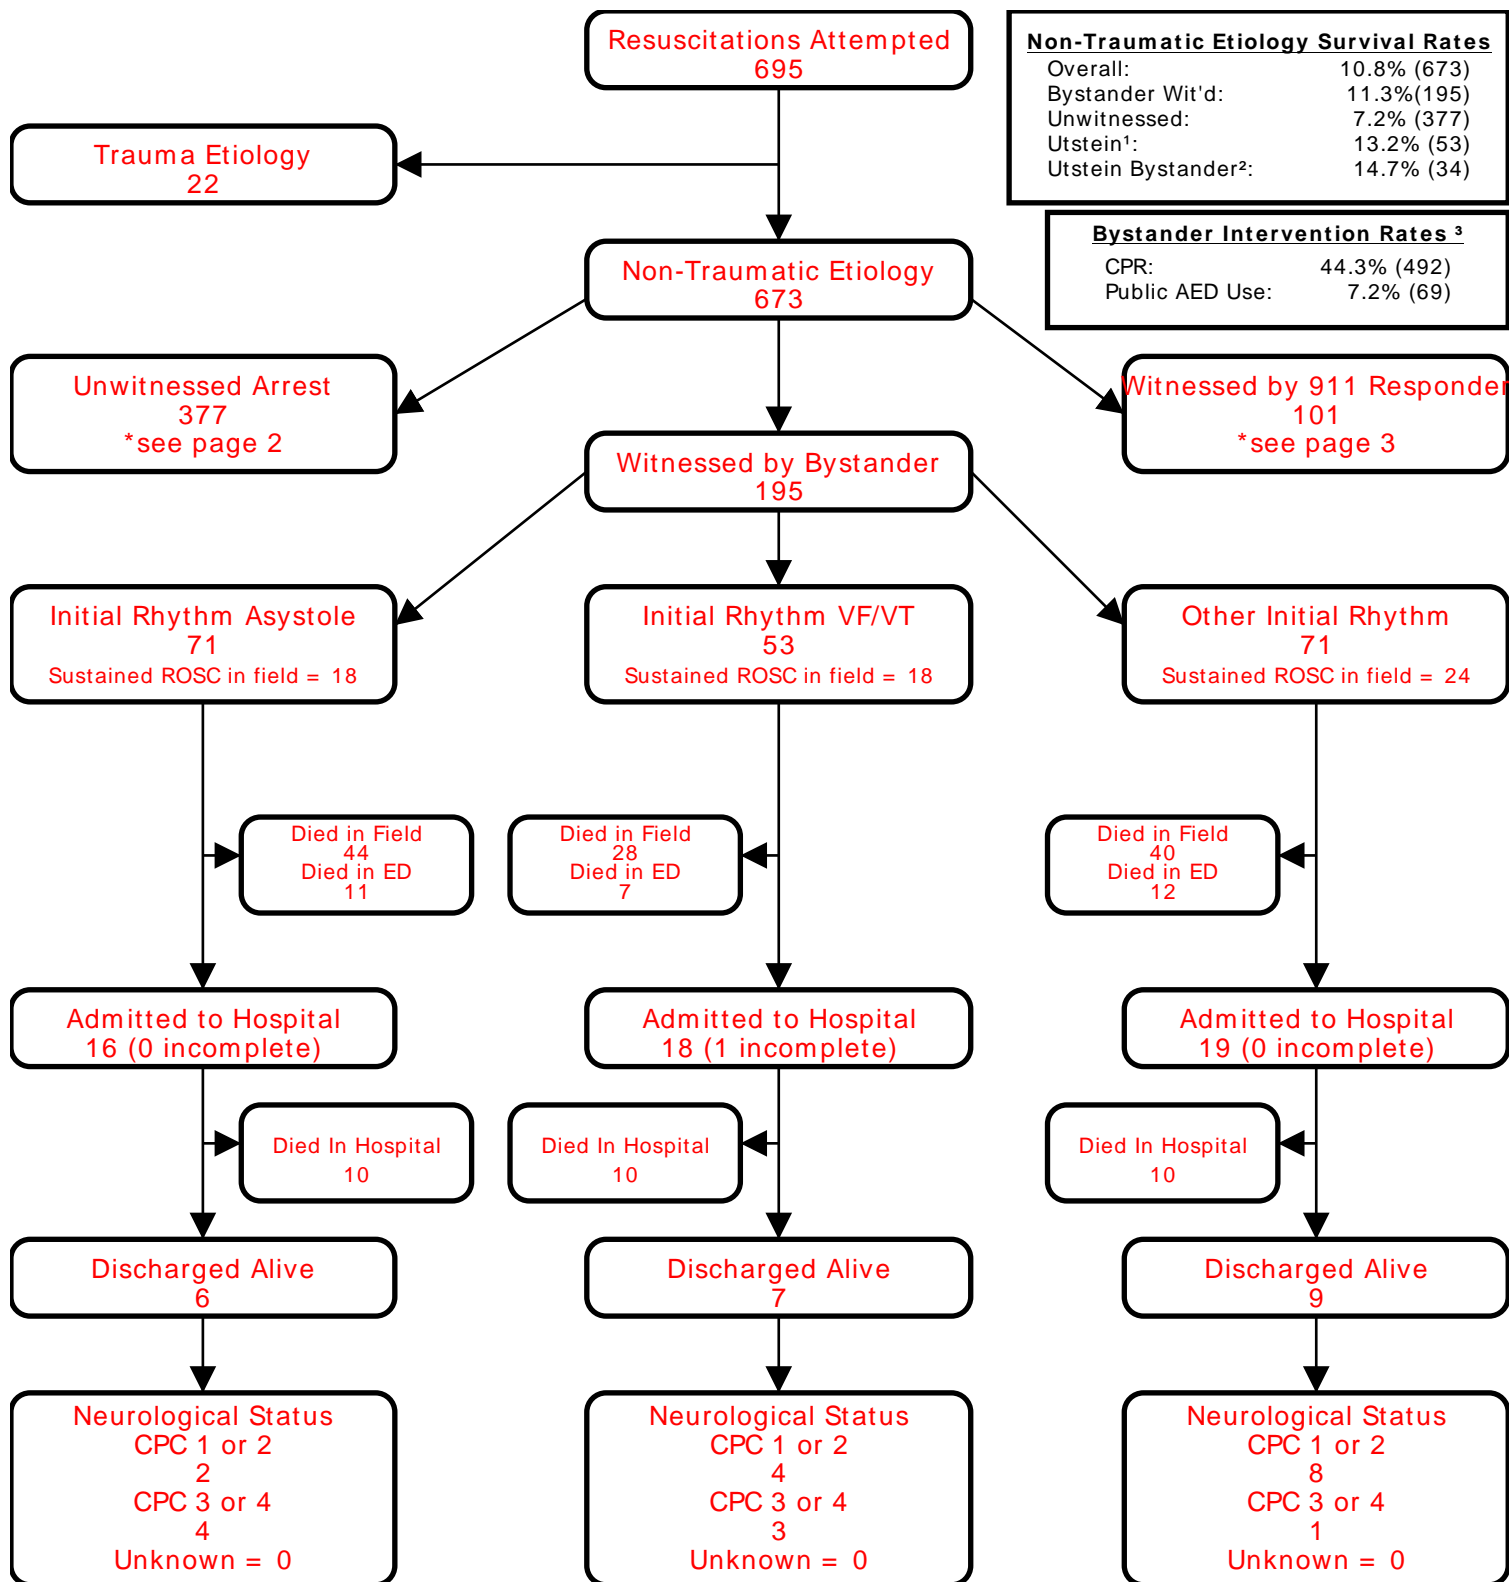 Resuscitations Attempted
695
Non-Traumatic Etiology Survival Rates
Overall: 10.8% (673)
Bystander Wit'd: 11.3%(195)
Unwitnessed: 7.2% (377)
Utstein¹: 13.2% (53)
Utstein Bystander²: 14.7% (34)
Trauma Etiology
22
Bystander Intervention Rates ³
CPR: 44.3% (492)
Public AED Use: 7.2% (69)
Non-Traumatic Etiology
673
Unwitnessed Arrest
377
*see page 2
Witnessed by 911 Responder
101
*see page 3
Witnessed by Bystander
195
Initial Rhythm Asystole
71
Sustained ROSC in field = 18
Initial Rhythm VF/VT
53
Sustained ROSC in field = 18
Other Initial Rhythm
71
Sustained ROSC in field = 24
Died in Field
44
Died in ED
11
Died in Field
28
Died in ED
7
Died in Field
40
Died in ED
12
Admitted to Hospital
16 (0 incomplete)
Admitted to Hospital
18 (1 incomplete)
Admitted to Hospital
19 (0 incomplete)
Died In Hospital
10
Died In Hospital
10
Died In Hospital
10
Discharged Alive
6
Discharged Alive
7
Discharged Alive
9
Neurological Status
CPC 1 or 2
2
CPC 3 or 4
4
Unknown = 0
Neurological Status
CPC 1 or 2
4
CPC 3 or 4
3
Unknown = 0
Neurological Status
CPC 1 or 2
8
CPC 3 or 4
1
Unknown = 0